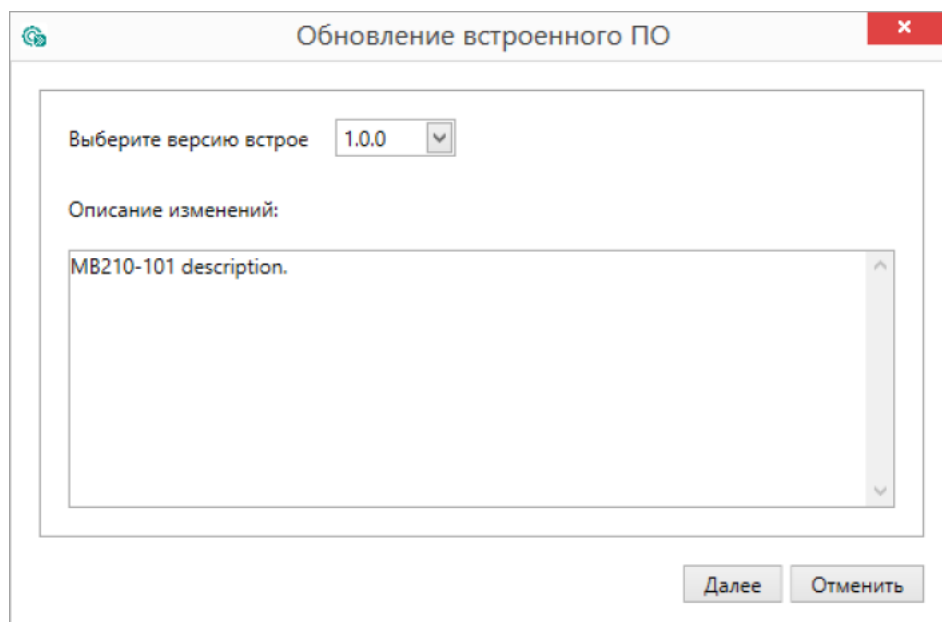 Обновление встроенного ПО
Выберите версию встрое 1.0.0
Описание изменений:
MB210-101 description.
Далее Отменить